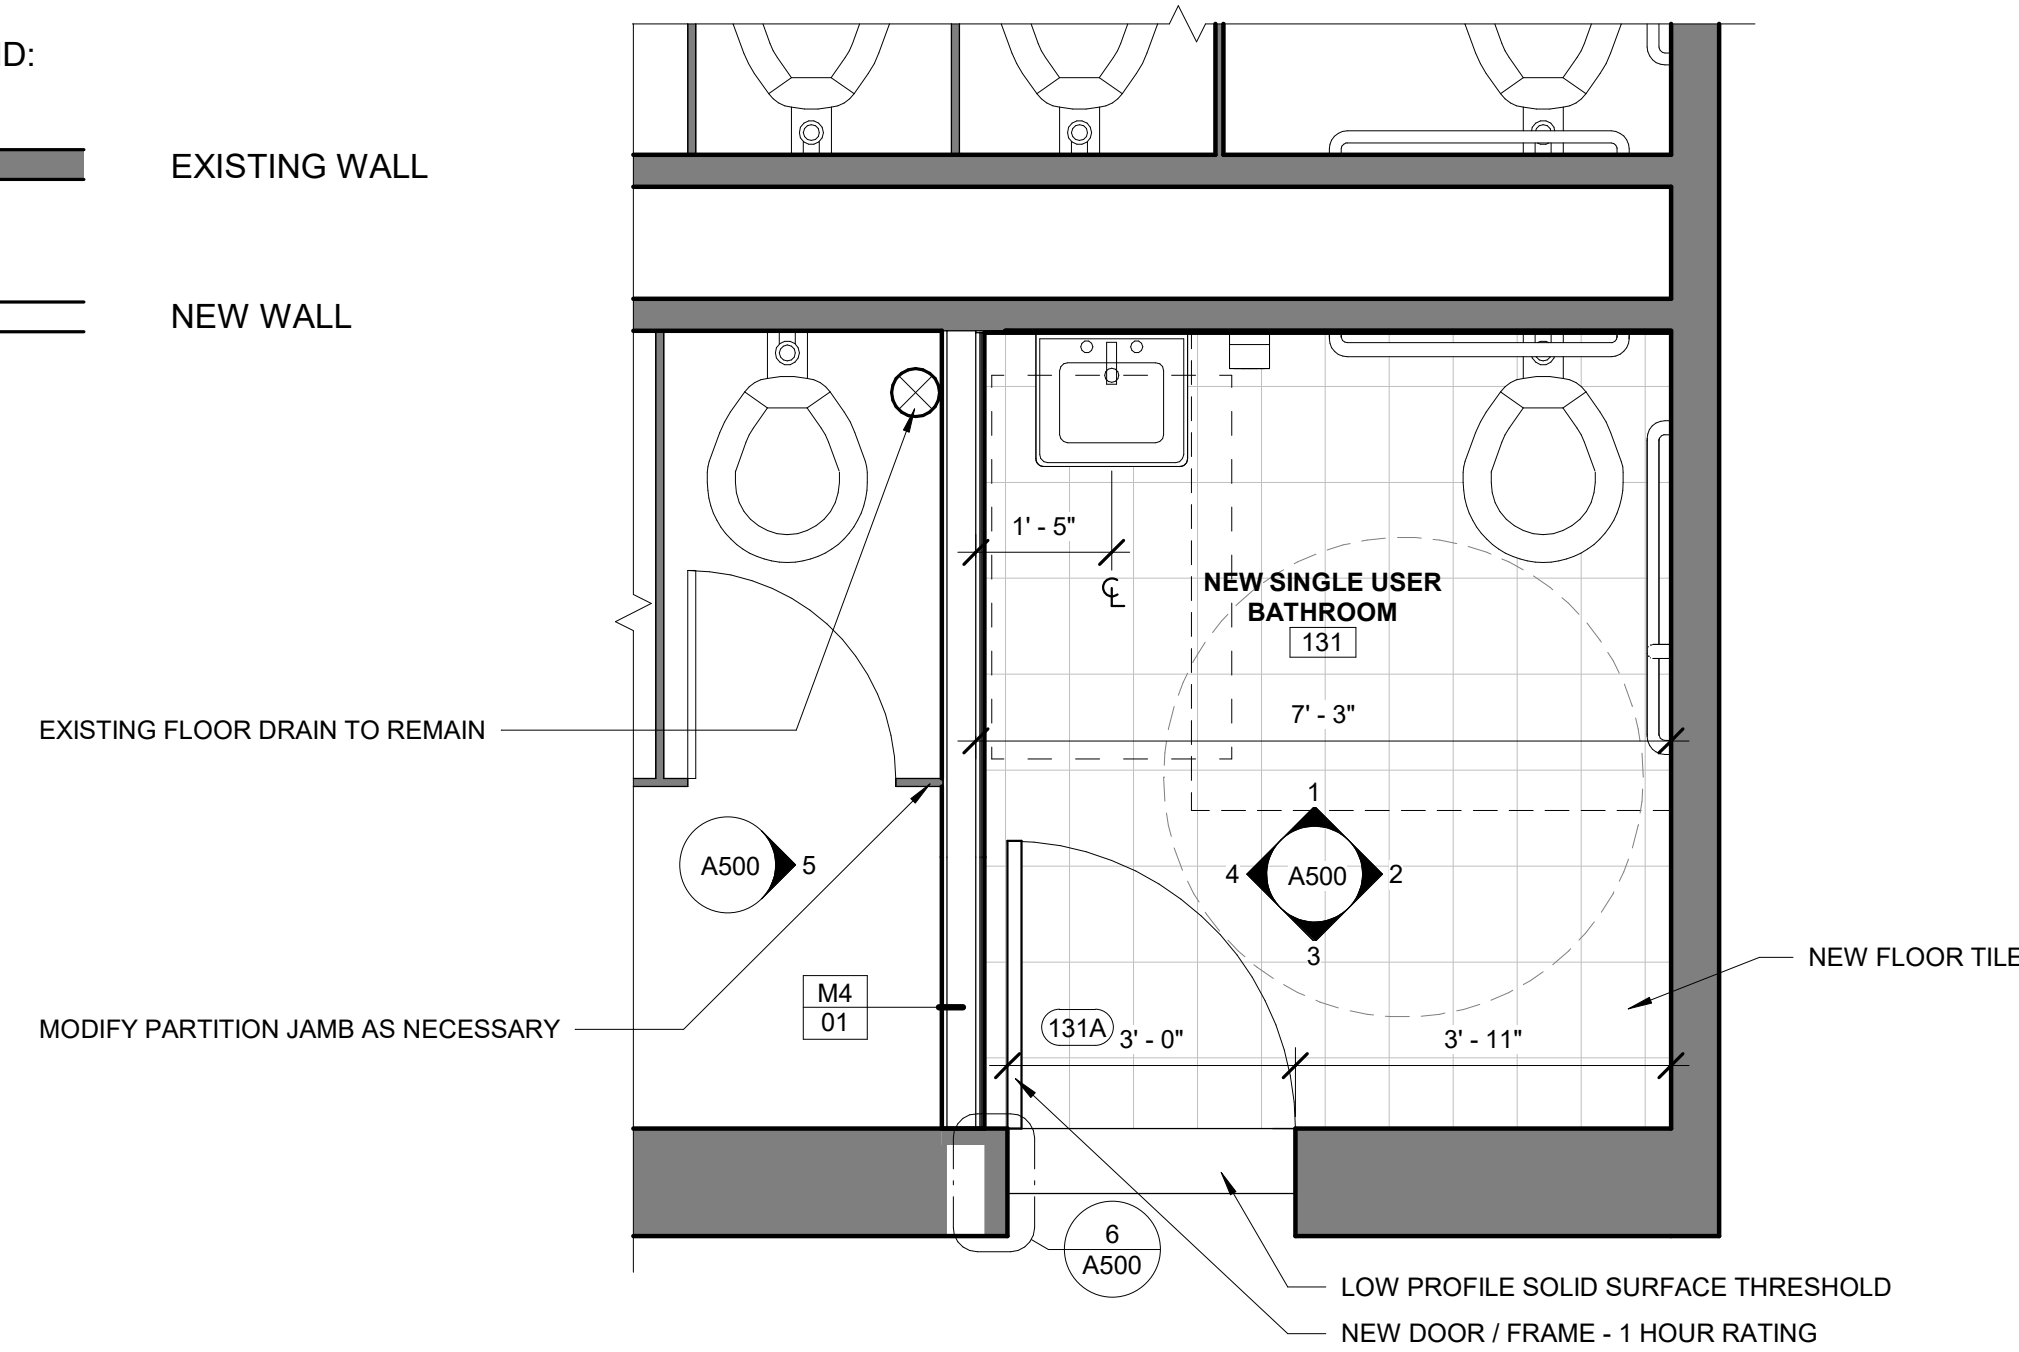 ND:
EXISTING WALL
NEW WALL
1' - 5"
℄
NEW SINGLE USER
BATHROOM
131
7' - 3"
EXISTING FLOOR DRAIN TO REMAIN
1
A500 5
4 A500 2
3
NEW FLOOR TILE
M4
01
MODIFY PARTITION JAMB AS NECESSARY
131A
3' - 0"
3' - 11"
6
A500
LOW PROFILE SOLID SURFACE THRESHOLD
NEW DOOR / FRAME - 1 HOUR RATING